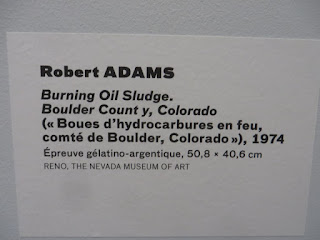 Robert ADAMS
Burning Oil Sludge.
Boulder Count y, Colorado
(« Boues d'hydrocarbures en feu,
comté de Boulder, Colorado »), 1974
Épreuve gélatino-argentique, 50,8 × 40,6 cm
RENO, THE NEVADA MUSEUM OF ART